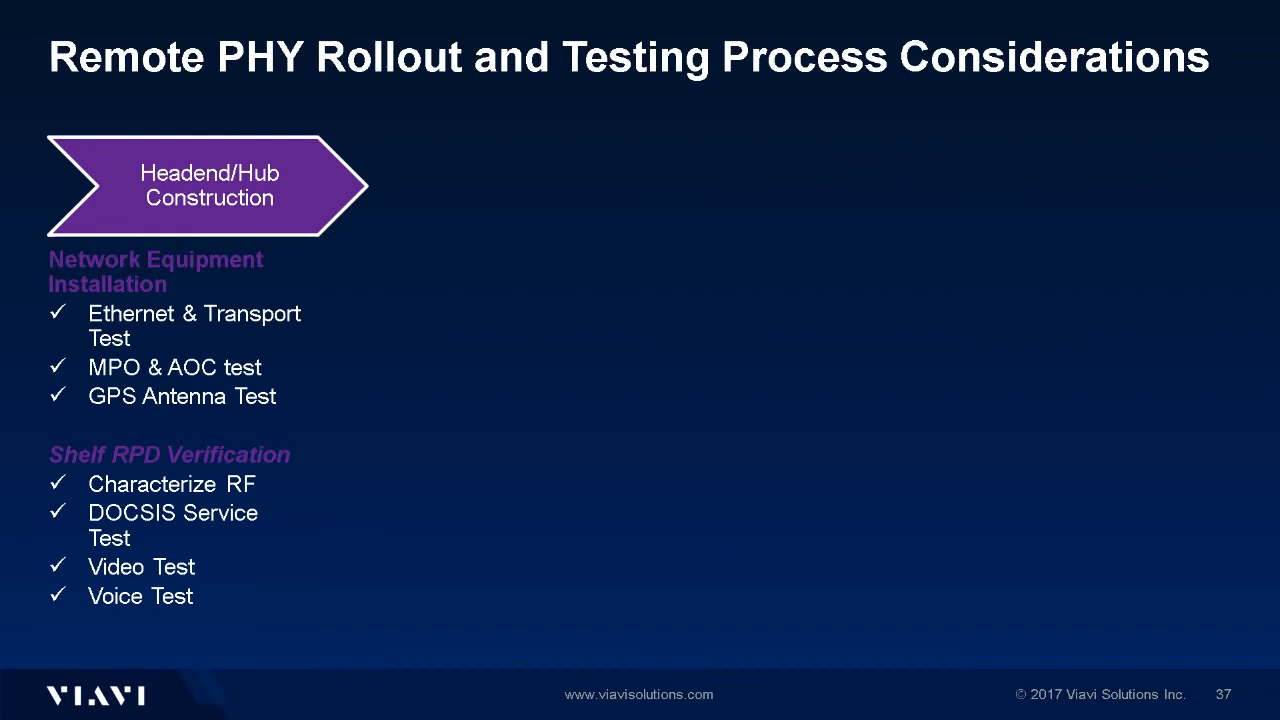 Remote PHY Rollout and Testing Process Considerations
Headend/Hub
Construction
Network Equipment
Installation
✓ Ethernet & Transport
Test
✓ MPO & AOC test
✓ GPS Antenna Test
Shelf RPD Verification
✓ Characterize RF
✓ DOCSIS Service
Test
✓ Video Test
✓ Voice Test
VIAVI
www.viavisolutions.com
© 2017 Viavi Solutions Inc.
37